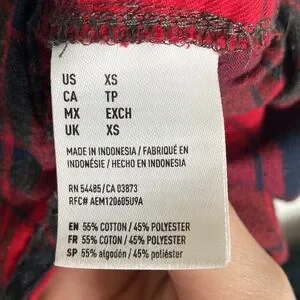 US XS
CA TP
MX EXCH
UK XS
MADE IN INDONESIA / FABRIQUÉ EN
INDONÉSIE / HECHO EN INDONESIA
RN 54485/CA 03873
RFC# AEM120605U9A
EN 55% COTTON / 45% POLYESTER
FR 55% COTON / 45% POLYESTER
SP 55% algodón / 45% poliéster